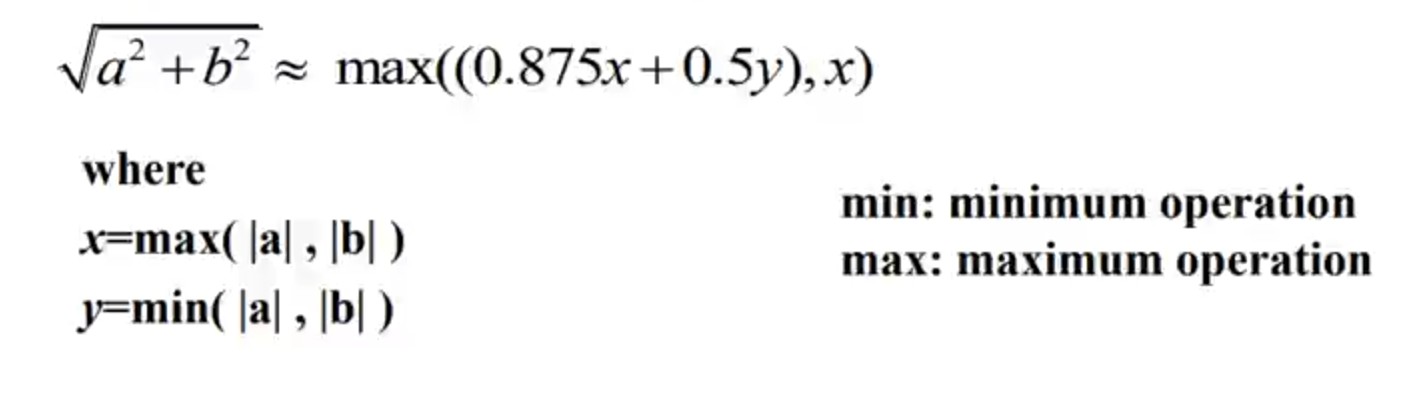 √a² + b² ≈ max((0.875x + 0.5y), x)
where
x=max( |a| , |b| )
y=min( |a| , |b| )
min: minimum operation
max: maximum operation